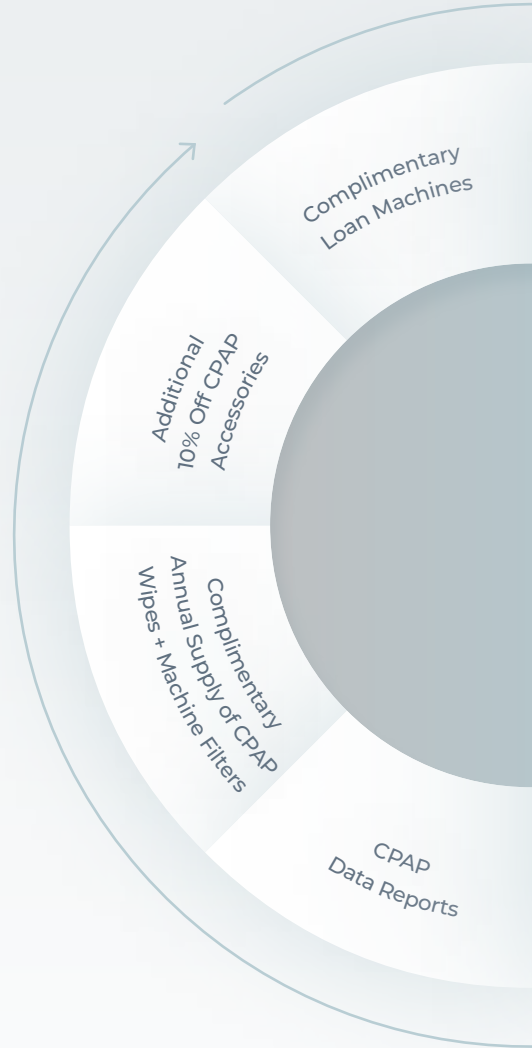 Complimentary
Loan Machines
Additional
10% Off CPAP
Accessories
Complimentary
Annual Supply of CPAP
Wipes + Machine Filters
CPAP
Data Reports